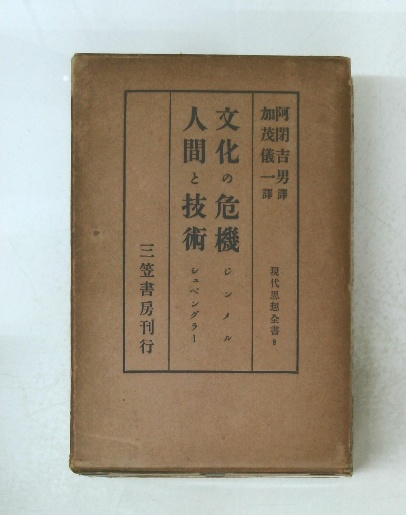 阿閉吉男譯
加茂儀一譯
現代思想全書 8
文化の危機 ジンメル
人間と技術 シュペングラー
三笠書房刊行